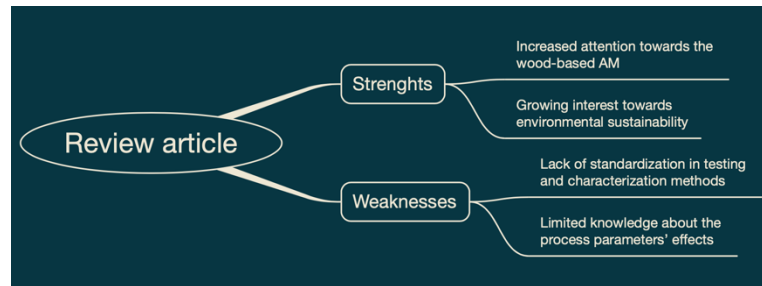 Review article
Strenghts
Increased attention towards the
wood-based AM
Growing interest towards
environmental sustainability
Weaknesses
Lack of standardization in testing
and characterization methods
Limited knowledge about the
process parameters’ effects